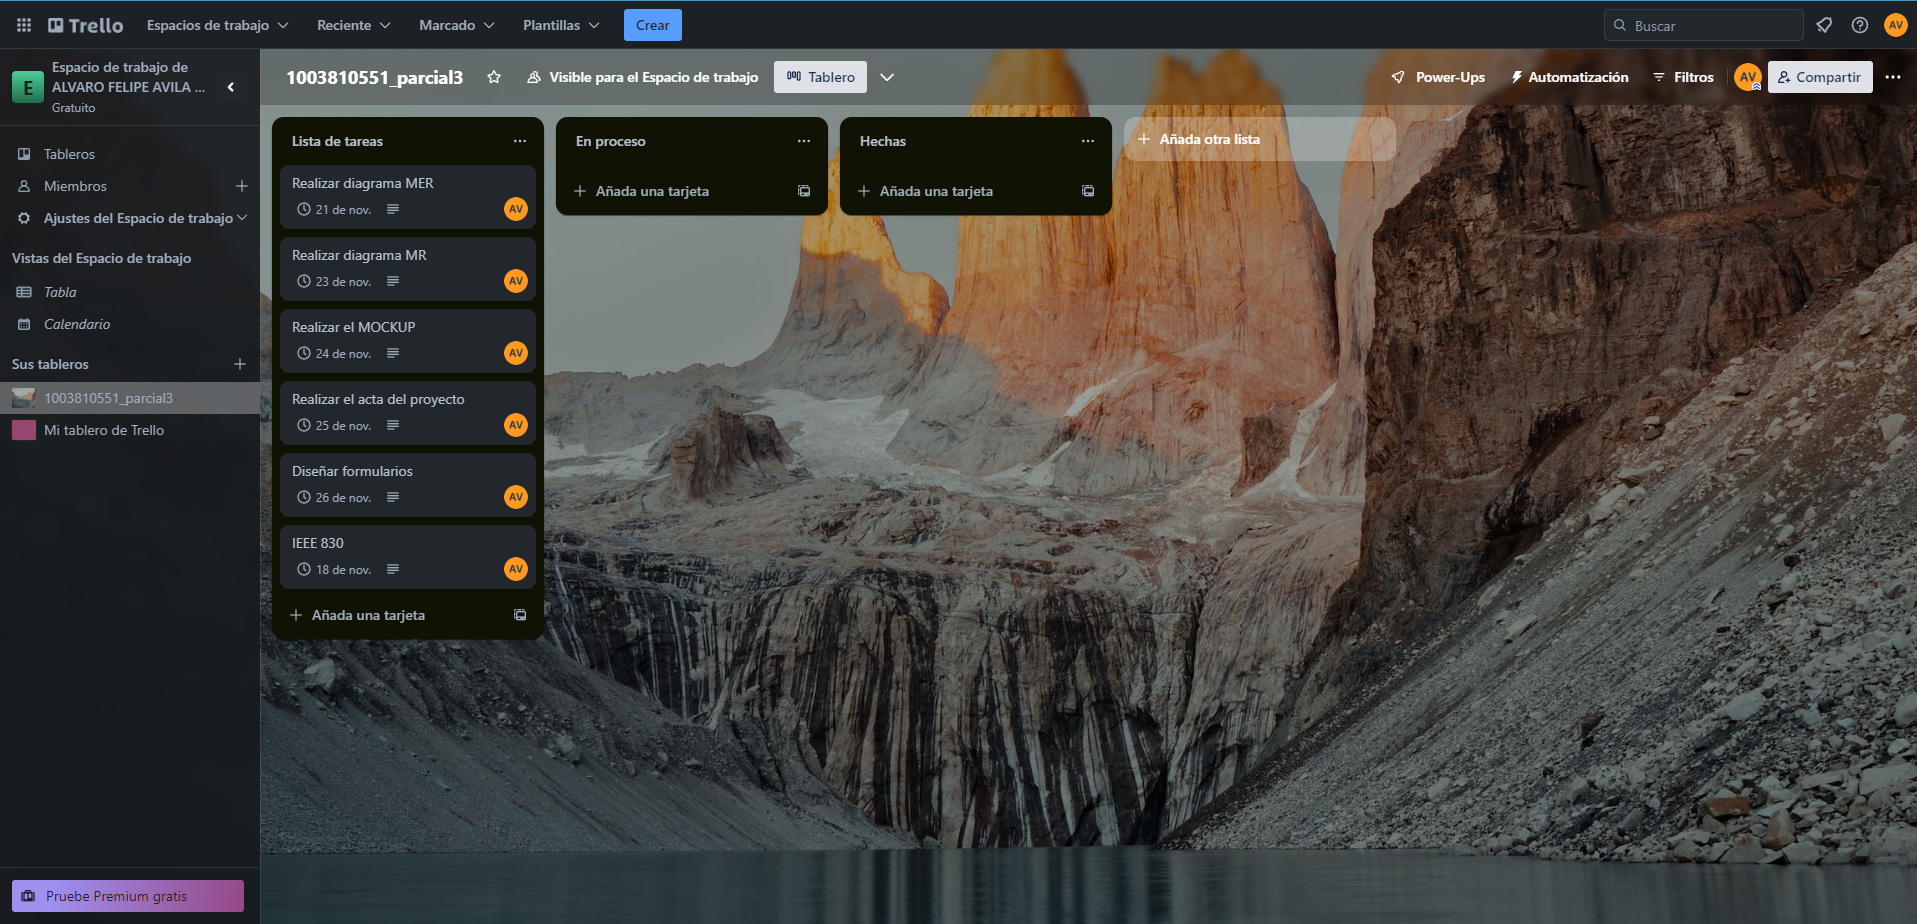 Trello
Espacios de trabajo
Reciente
Marcado
Plantillas
Crear
Buscar
AV
E
Espacio de trabajo de
ALVARO FELIPE AVILA ...
Gratuito
Tableros
Miembros
Ajustes del Espacio de trabajo
Vistas del Espacio de trabajo
Tabla
Calendario
Sus tableros
1003810551_parcial3
Mi tablero de Trello
Pruebe Premium gratis
1003810551_parcial3
Visible para el Espacio de trabajo
Tablero
Power-Ups
Automatización
Filtros
AV
Compartir
Lista de tareas
Realizar diagrama MER
21 de nov.
AV
Realizar diagrama MR
23 de nov.
AV
Realizar el MOCKUP
24 de nov.
AV
Realizar el acta del proyecto
25 de nov.
AV
Diseñar formularios
26 de nov.
AV
IEEE 830
18 de nov.
AV
Añada una tarjeta
En proceso
Añada una tarjeta
Hechas
Añada una tarjeta
Añada otra lista